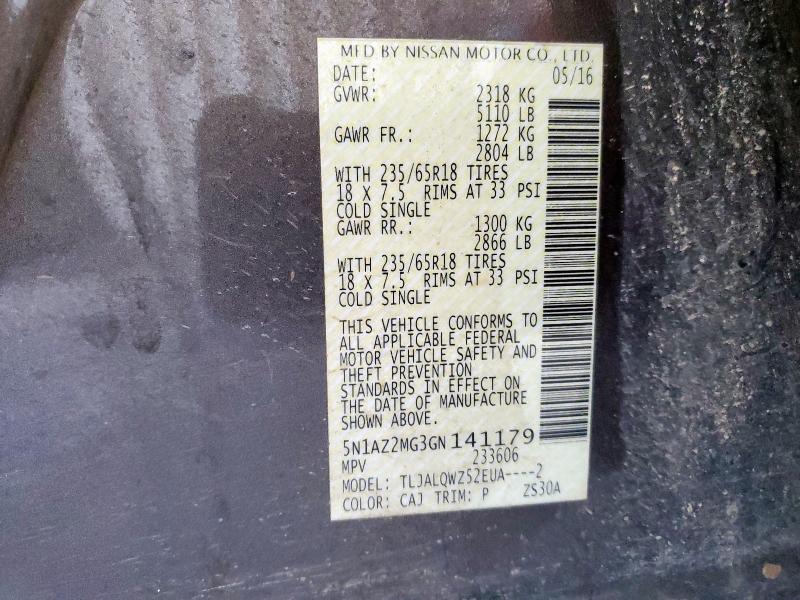 MFD BY NISSAN MOTOR CO., LTD.
DATE: 05/16
GVWR: 2318 KG
5110 LB
GAWR FR.: 1272 KG
2804 LB
WITH 235/65R18 TIRES
18 X 7.5 RIMS AT 33 PSI
COLD SINGLE
GAWR RR.: 1300 KG
2866 LB
WITH 235/65R18 TIRES
18 X 7.5 RIMS AT 33 PSI
COLD SINGLE
THIS VEHICLE CONFORMS TO
ALL APPLICABLE FEDERAL
MOTOR VEHICLE SAFETY AND
THEFT PREVENTION
STANDARDS IN EFFECT ON
THE DATE OF MANUFACTURE
SHOWN ABOVE.
5N1AZ2MG3GN141179
MPV 233606
MODEL: TLJALQWZ52EUA----2
COLOR: CAJ TRIM: P ZS30A